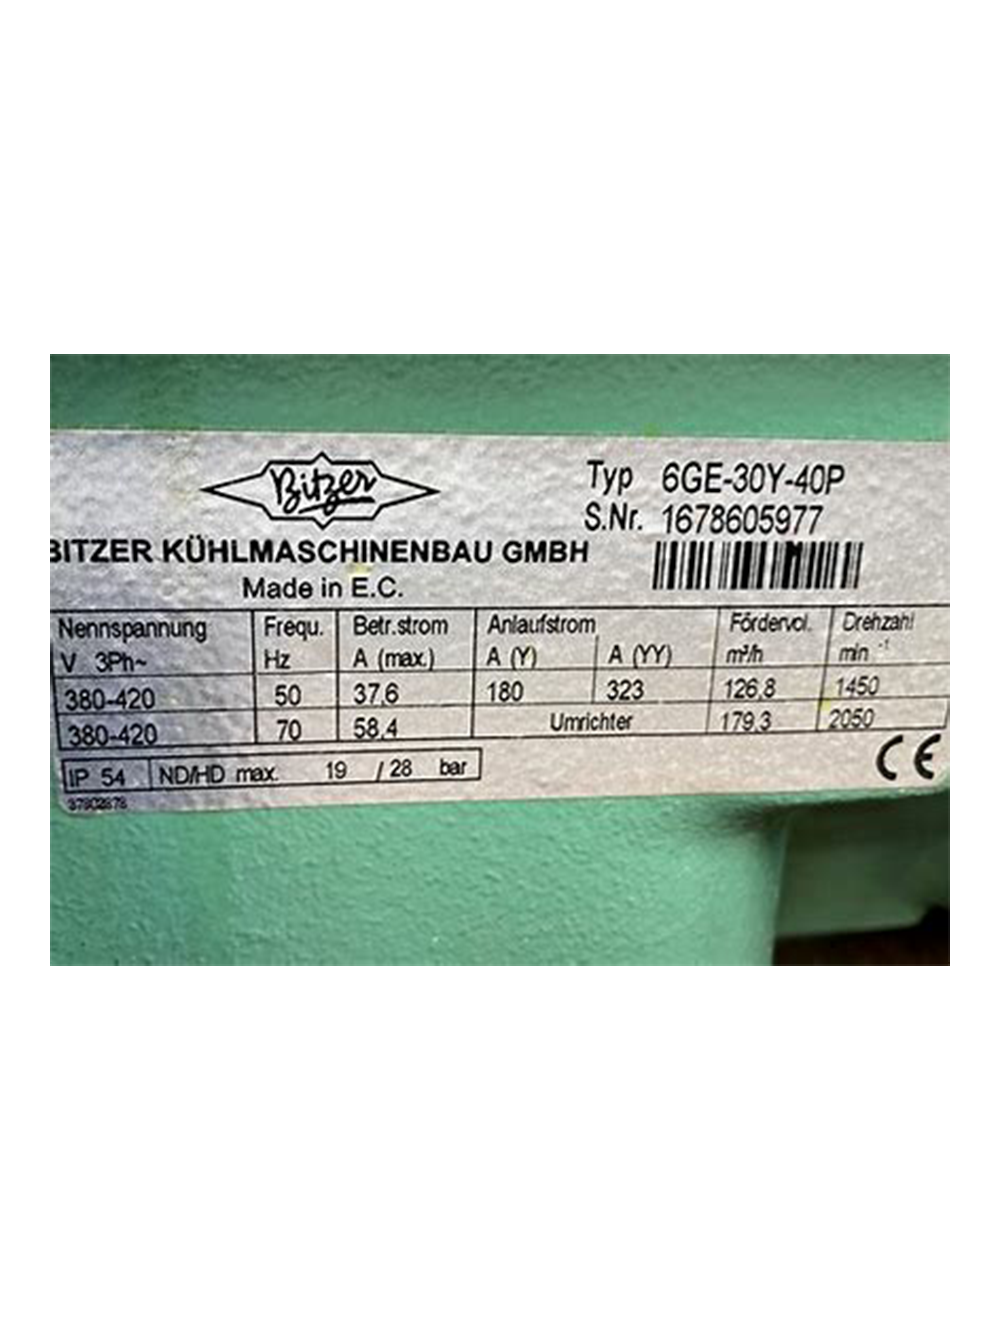 Bitzer
Typ 6GE-30Y-40P
S.Nr. 1678605977
BITZER KÜHLMASCHINENBAU GMBH
Made in E.C.
Nennspannung Frequ. Betr.strom Anlaufstrom Fördervol. Drehzahl
V 3Ph~ Hz A (max.) A (Y) A (YY) m³/h min -1
380-420 50 37,6 180 323 126,8 1450
380-420 70 58,4 Umrichter 179,3 2050
IP 54 ND/HD max. 19 / 28 bar
CE
37802878